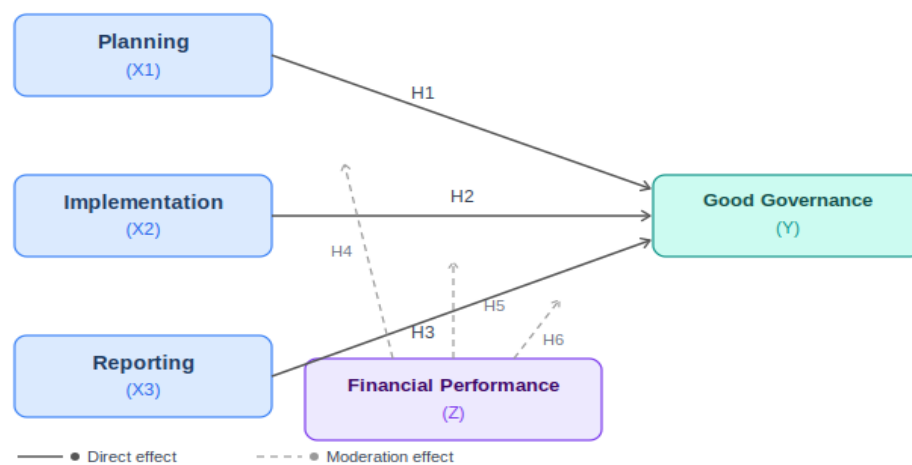 Planning
(X1)
H1
Implementation
(X2)
H2
Good Governance
(Y)
H4
H5
H3
H6
Reporting
(X3)
Financial Performance
(Z)
Direct effect
Moderation effect